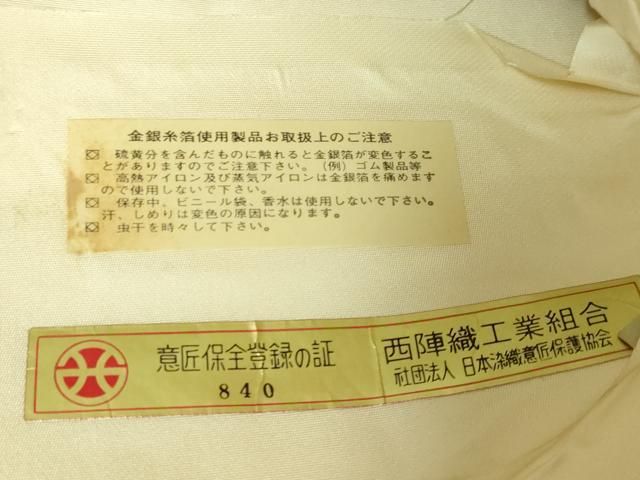 金銀糸箔使用製品お取扱上のご注意
硫黄分を含んだものに触れると金銀箔が変色するこ
とがありますのでご注意下さい。(例)ゴム製品等
高熱アイロン及び蒸気アイロンは金銀箔を痛めます
ので使用しないで下さい。
保存中、ビニール袋、香水は使用しないで下さい。
汗、しめりは変色の原因になります。
虫干を時々して下さい。
意匠保全登録の証
840
西陣織工業組合
社団法人 日本染織意匠保護協会